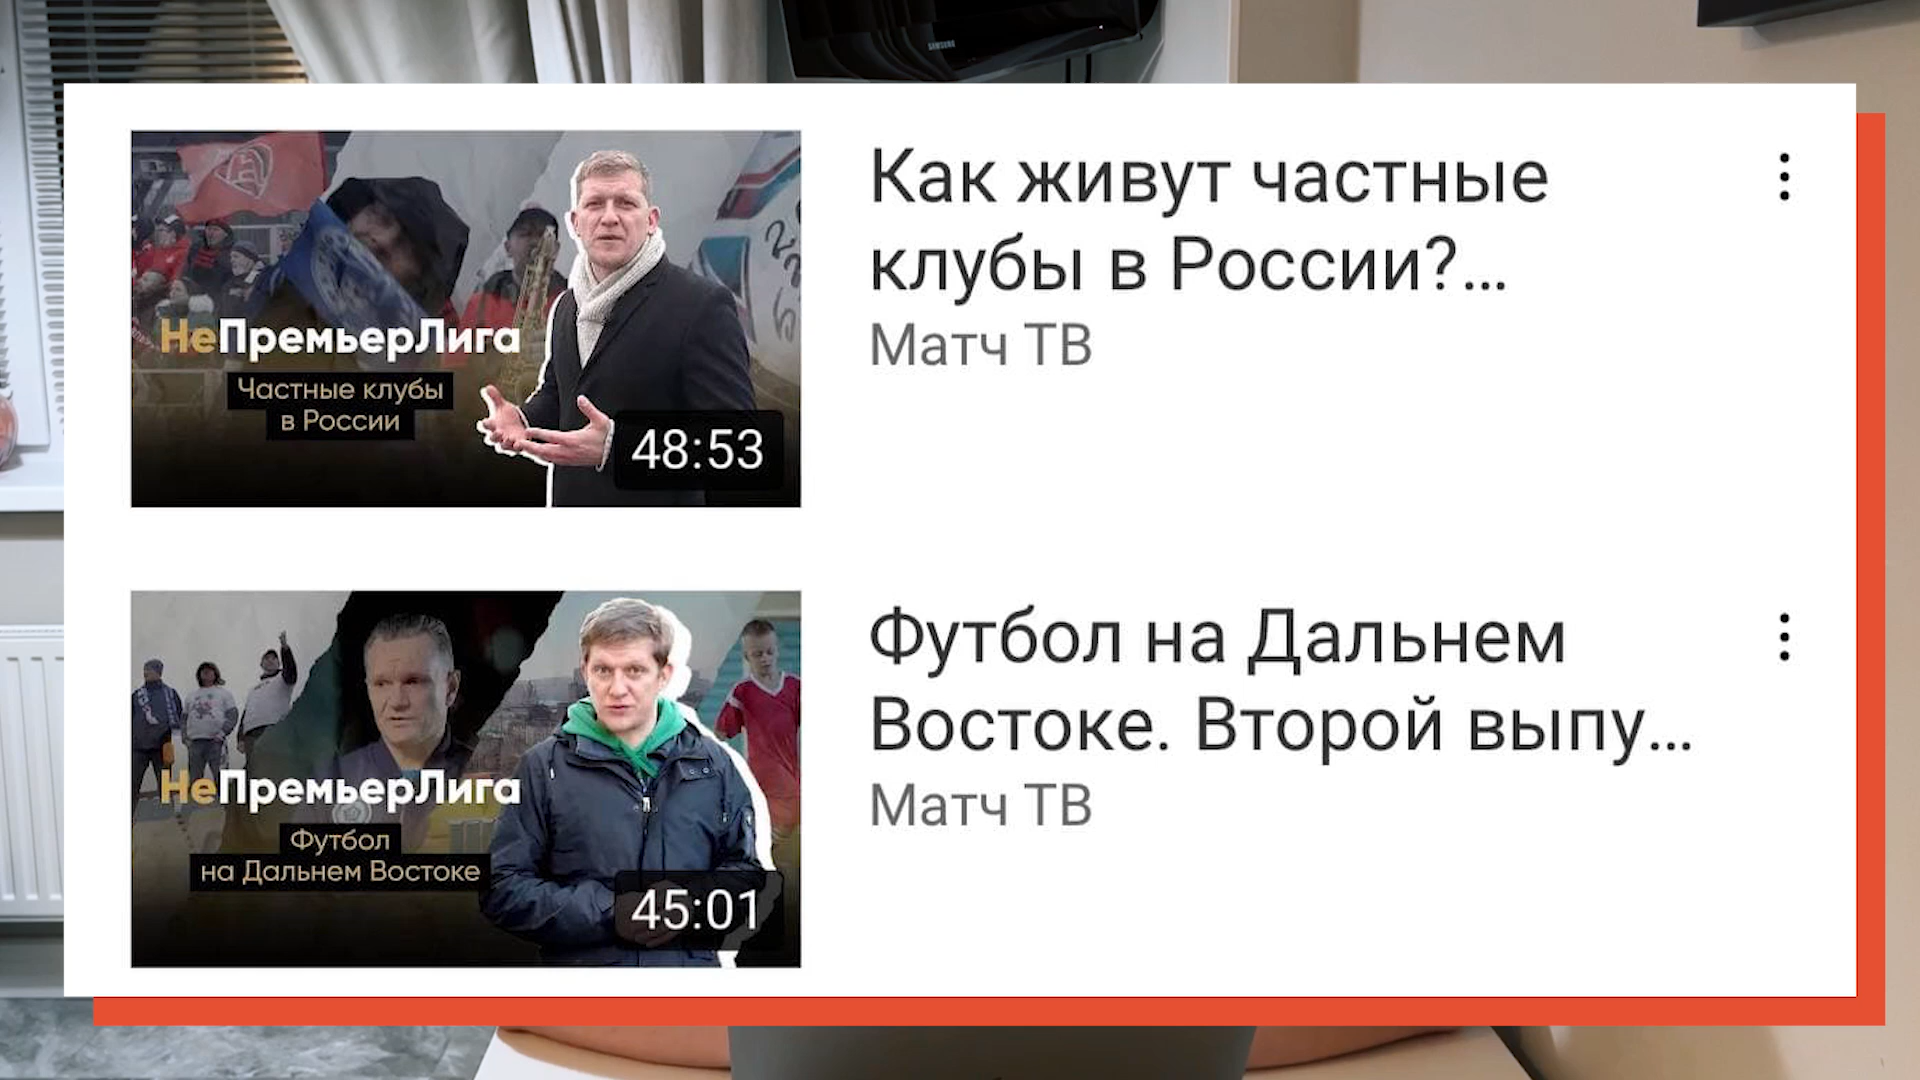 SAMSUNG
НеПремьерЛига
Частные клубы
в России
48:53
Как живут частные
клубы в России?...
Матч ТВ
НеПремьерЛига
Футбол
на Дальнем Востоке
45:01
Футбол на Дальнем
Востоке. Второй выпу...
Матч ТВ